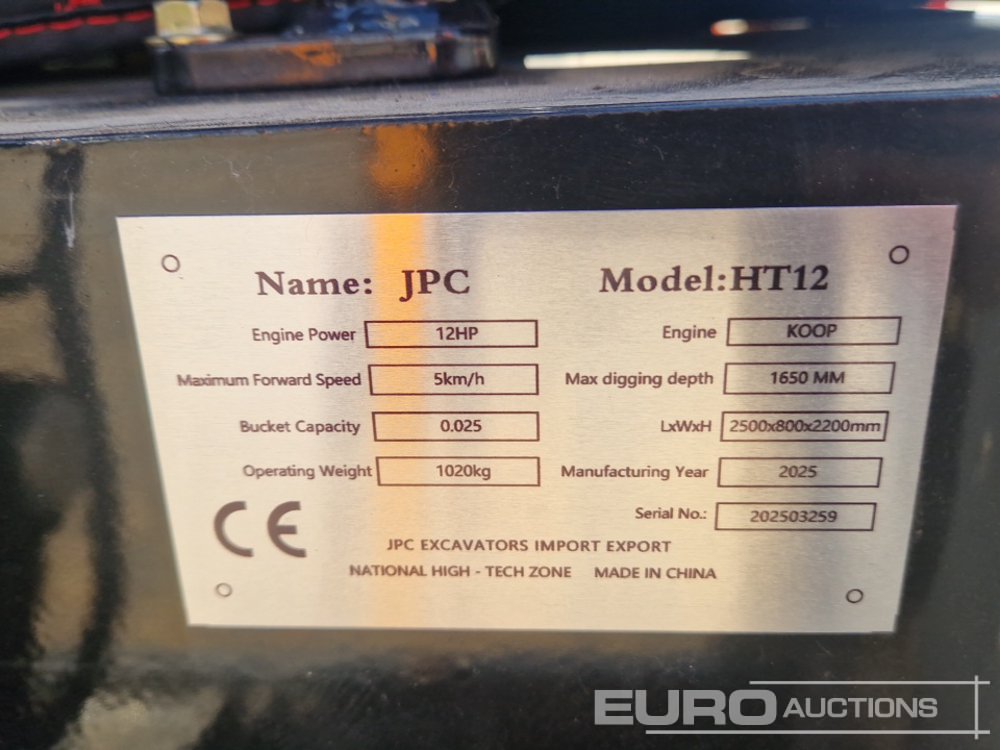 Name: JPC Model:HT12
Engine Power 12HP Engine KOOP
Maximum Forward Speed 5km/h Max digging depth 1650 MM
Bucket Capacity 0.025 LxWxH 2500x800x2200mm
Operating Weight 1020kg Manufacturing Year 2025
Serial No.: 202503259
CE
JPC EXCAVATORS IMPORT EXPORT
NATIONAL HIGH - TECH ZONE MADE IN CHINA
EURO AUCTIONS